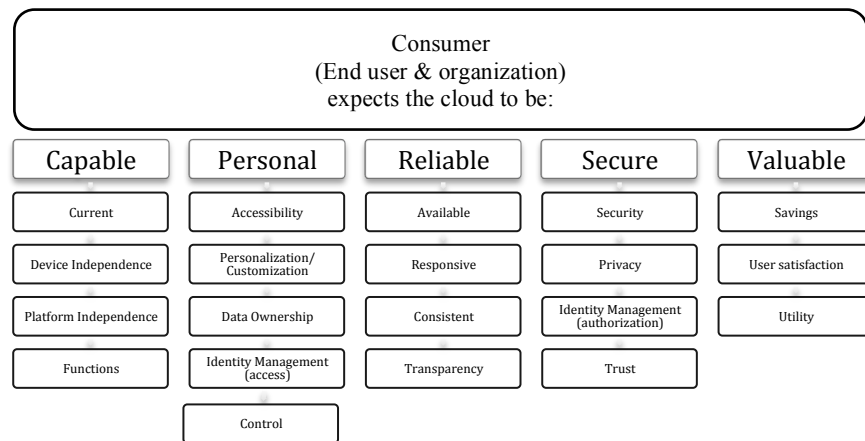 Consumer
(End user & organization)
expects the cloud to be:
Capable
Current
Device Independence
Platform Independence
Functions
Personal
Accessibility
Personalization/
Customization
Data Ownership
Identity Management
(access)
Control
Reliable
Available
Responsive
Consistent
Transparency
Secure
Security
Privacy
Identity Management
(authorization)
Trust
Valuable
Savings
User satisfaction
Utility